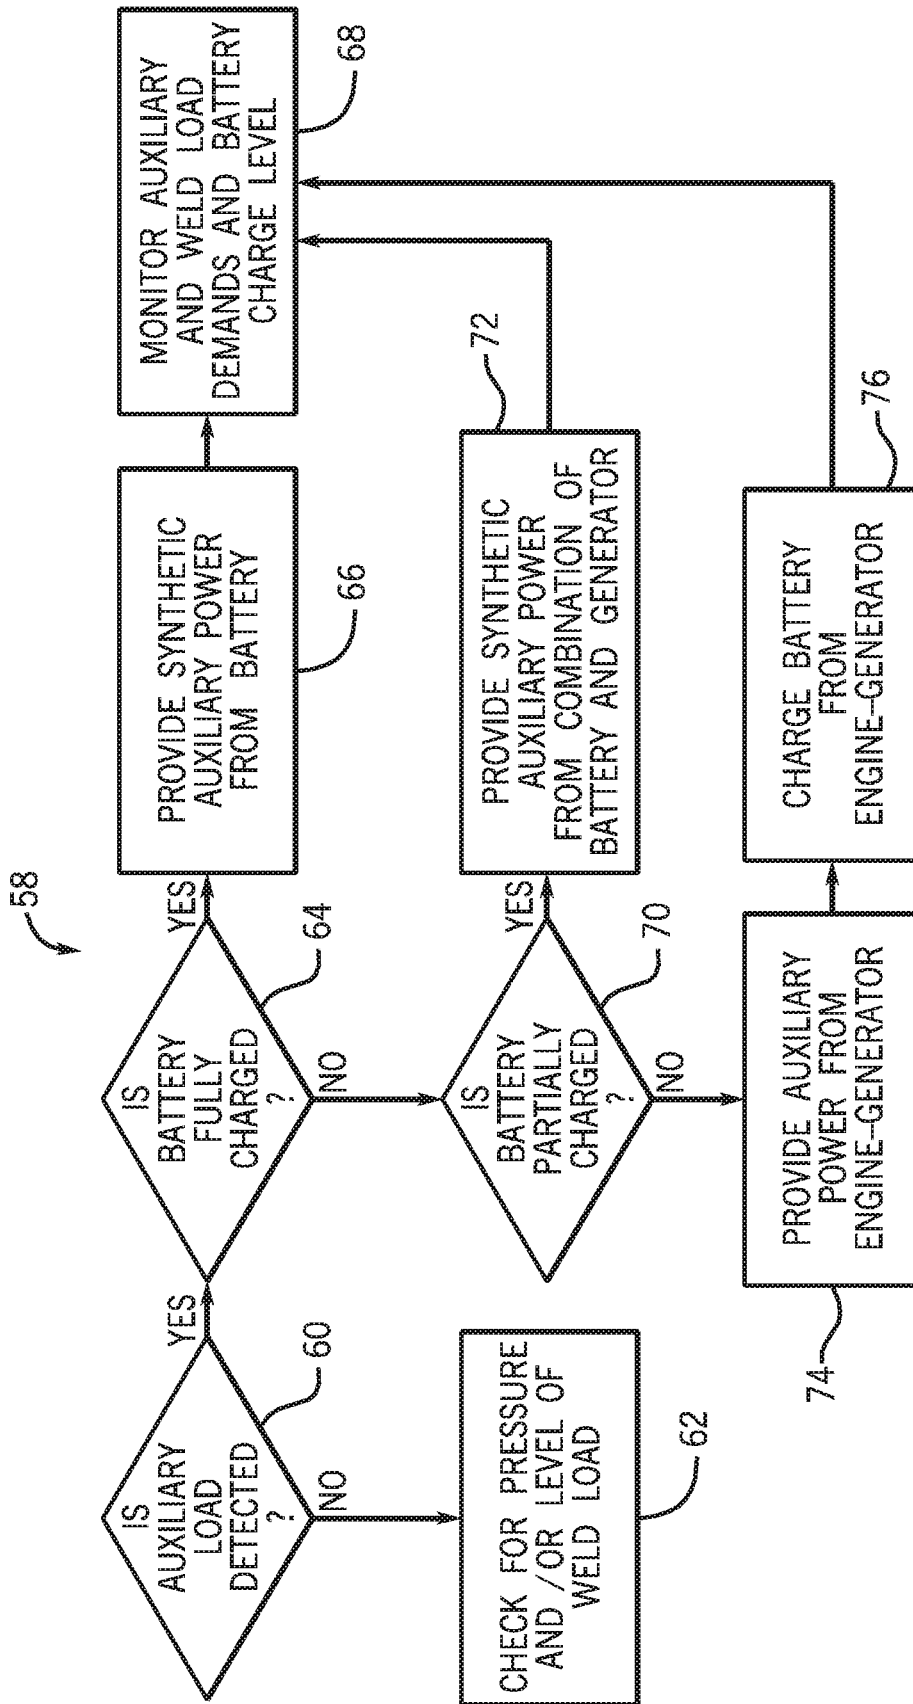 58
IS
AUXILIARY
LOAD
DETECTED
?
YES
NO
60
CHECK FOR PRESSURE
AND /OR LEVEL OF
WELD LOAD
62
IS
BATTERY
FULLY
CHARGED
?
YES
NO
64
PROVIDE SYNTHETIC
AUXILIARY POWER
FROM BATTERY
66
MONITOR AUXILIARY
AND WELD LOAD
DEMANDS AND BATTERY
CHARGE LEVEL
68
IS
BATTERY
PARTIALLY
CHARGED
?
YES
NO
70
PROVIDE SYNTHETIC
AUXILIARY POWER
FROM COMBINATION OF
BATTERY AND GENERATOR
72
PROVIDE AUXILIARY
POWER FROM
ENGINE–GENERATOR
74
CHARGE BATTERY
FROM
ENGINE–GENERATOR
76